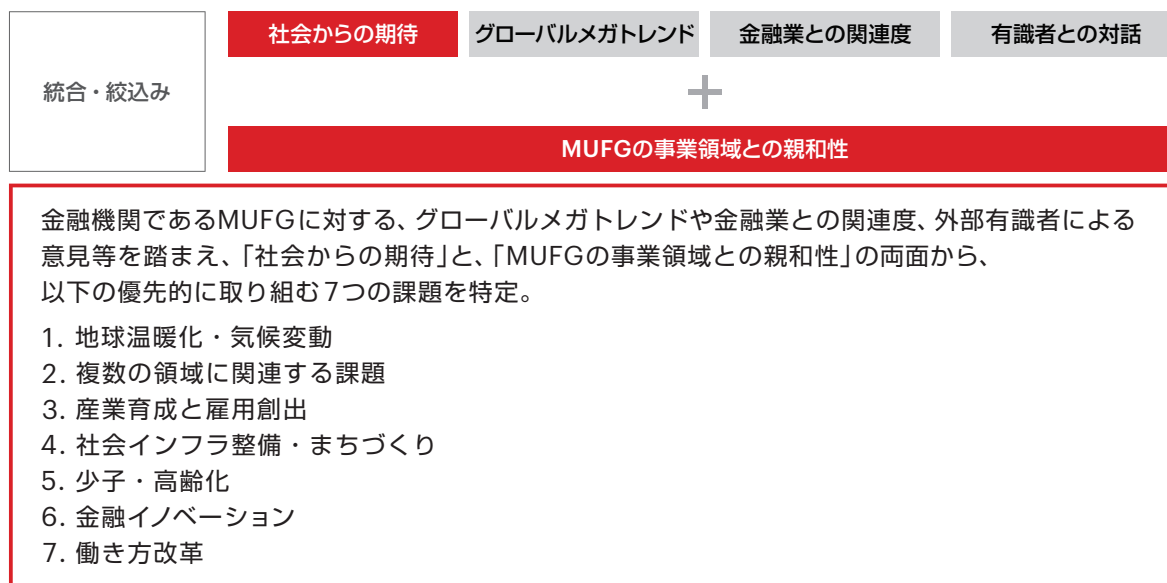 統合・絞込み
社会からの期待
グローバルメガトレンド
金融業との関連度
有識者との対話
+
MUFGの事業領域との親和性
金融機関であるMUFGに対する、グローバルメガトレンドや金融業との関連度、外部有識者による
意見等を踏まえ、「社会からの期待」と、「MUFGの事業領域との親和性」の両面から、
以下の優先的に取り組む7つの課題を特定。
1. 地球温暖化・気候変動
2. 複数の領域に関連する課題
3. 産業育成と雇用創出
4. 社会インフラ整備・まちづくり
5. 少子・高齢化
6. 金融イノベーション
7. 働き方改革